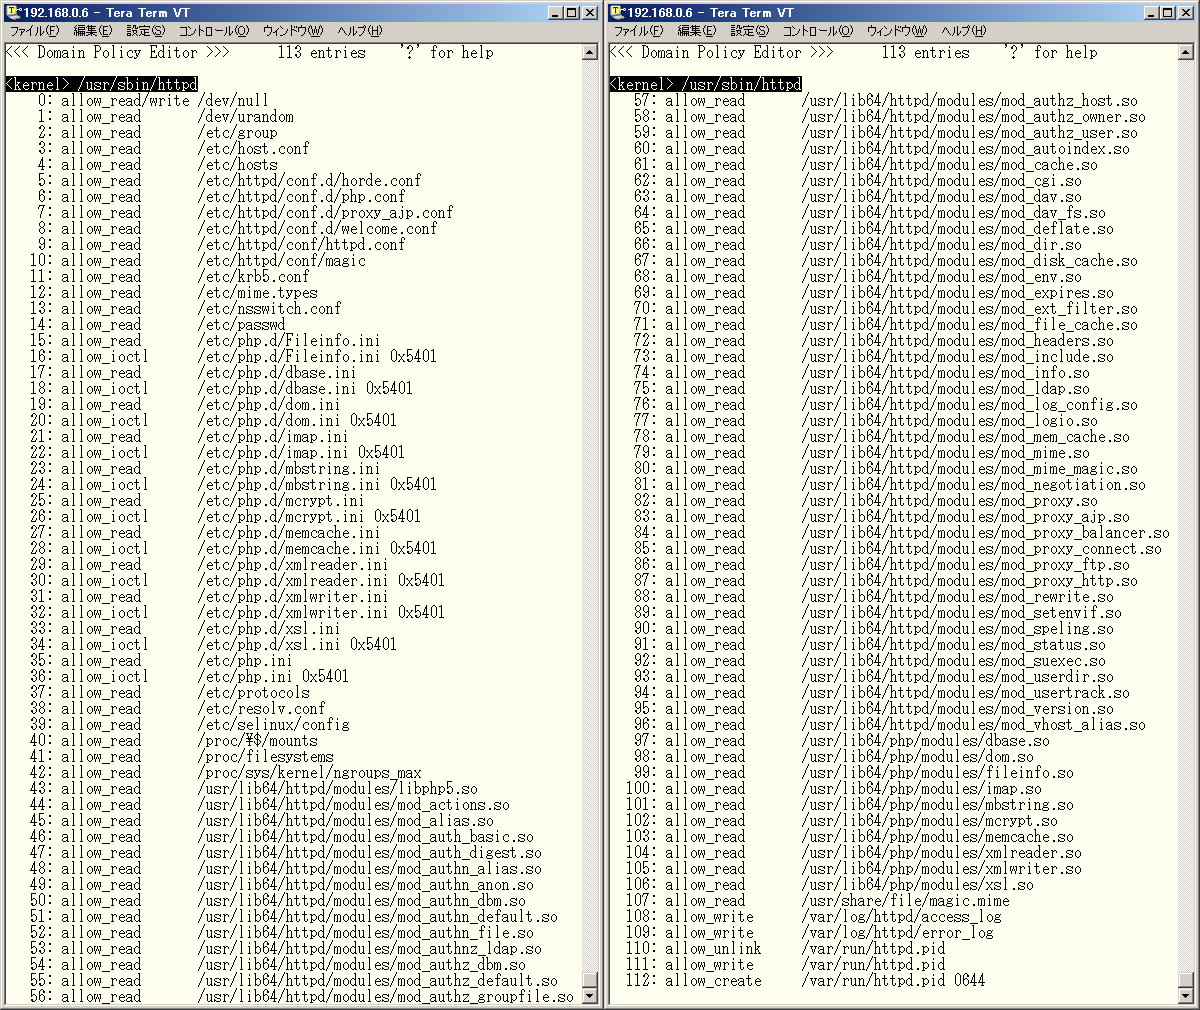 192.168.0.6 - Tera Term VT
ファイル(F) 編集(E) 設定(S) コントロール(O) ウィンドウ(W) ヘルプ(H)
<<< Domain Policy Editor >>> 113 entries '?' for help
<kernel> /usr/sbin/httpd
0: allow_read/write /dev/null
1: allow_read /dev/urandom
2: allow_read /etc/group
3: allow_read /etc/host.conf
4: allow_read /etc/hosts
5: allow_read /etc/httpd/conf.d/horde.conf
6: allow_read /etc/httpd/conf.d/php.conf
7: allow_read /etc/httpd/conf.d/proxy_ajp.conf
8: allow_read /etc/httpd/conf.d/welcome.conf
9: allow_read /etc/httpd/conf/httpd.conf
10: allow_read /etc/httpd/conf/magic
11: allow_read /etc/krb5.conf
12: allow_read /etc/mime.types
13: allow_read /etc/nsswitch.conf
14: allow_read /etc/passwd
15: allow_read /etc/php.d/Fileinfo.ini
16: allow_ioctl /etc/php.d/Fileinfo.ini 0x5401
17: allow_read /etc/php.d/dbase.ini
18: allow_ioctl /etc/php.d/dbase.ini 0x5401
19: allow_read /etc/php.d/dom.ini
20: allow_ioctl /etc/php.d/dom.ini 0x5401
21: allow_read /etc/php.d/imap.ini
22: allow_ioctl /etc/php.d/imap.ini 0x5401
23: allow_read /etc/php.d/mbstring.ini
24: allow_ioctl /etc/php.d/mbstring.ini 0x5401
25: allow_read /etc/php.d/mcrypt.ini
26: allow_ioctl /etc/php.d/mcrypt.ini 0x5401
27: allow_read /etc/php.d/memcache.ini
28: allow_ioctl /etc/php.d/memcache.ini 0x5401
29: allow_read /etc/php.d/xmlreader.ini
30: allow_ioctl /etc/php.d/xmlreader.ini 0x5401
31: allow_read /etc/php.d/xmlwriter.ini
32: allow_ioctl /etc/php.d/xmlwriter.ini 0x5401
33: allow_read /etc/php.d/xsl.ini
34: allow_ioctl /etc/php.d/xsl.ini 0x5401
35: allow_read /etc/php.ini
36: allow_ioctl /etc/php.ini 0x5401
37: allow_read /etc/protocols
38: allow_read /etc/resolv.conf
39: allow_read /etc/selinux/config
40: allow_read /proc/¥$/mounts
41: allow_read /proc/filesystems
42: allow_read /proc/sys/kernel/ngroups_max
43: allow_read /usr/lib64/httpd/modules/libphp5.so
44: allow_read /usr/lib64/httpd/modules/mod_actions.so
45: allow_read /usr/lib64/httpd/modules/mod_alias.so
46: allow_read /usr/lib64/httpd/modules/mod_auth_basic.so
47: allow_read /usr/lib64/httpd/modules/mod_auth_digest.so
48: allow_read /usr/lib64/httpd/modules/mod_authn_alias.so
49: allow_read /usr/lib64/httpd/modules/mod_authn_anon.so
50: allow_read /usr/lib64/httpd/modules/mod_authn_dbm.so
51: allow_read /usr/lib64/httpd/modules/mod_authn_default.so
52: allow_read /usr/lib64/httpd/modules/mod_authn_file.so
53: allow_read /usr/lib64/httpd/modules/mod_authnz_ldap.so
54: allow_read /usr/lib64/httpd/modules/mod_authz_dbm.so
55: allow_read /usr/lib64/httpd/modules/mod_authz_default.so
56: allow_read /usr/lib64/httpd/modules/mod_authz_groupfile.so
192.168.0.6 - Tera Term VT
ファイル(F) 編集(E) 設定(S) コントロール(O) ウィンドウ(W) ヘルプ(H)
<<< Domain Policy Editor >>> 113 entries '?' for help
<kernel> /usr/sbin/httpd
57: allow_read /usr/lib64/httpd/modules/mod_authz_host.so
58: allow_read /usr/lib64/httpd/modules/mod_authz_owner.so
59: allow_read /usr/lib64/httpd/modules/mod_authz_user.so
60: allow_read /usr/lib64/httpd/modules/mod_autoindex.so
61: allow_read /usr/lib64/httpd/modules/mod_cache.so
62: allow_read /usr/lib64/httpd/modules/mod_cgi.so
63: allow_read /usr/lib64/httpd/modules/mod_dav.so
64: allow_read /usr/lib64/httpd/modules/mod_dav_fs.so
65: allow_read /usr/lib64/httpd/modules/mod_deflate.so
66: allow_read /usr/lib64/httpd/modules/mod_dir.so
67: allow_read /usr/lib64/httpd/modules/mod_disk_cache.so
68: allow_read /usr/lib64/httpd/modules/mod_env.so
69: allow_read /usr/lib64/httpd/modules/mod_expires.so
70: allow_read /usr/lib64/httpd/modules/mod_ext_filter.so
71: allow_read /usr/lib64/httpd/modules/mod_file_cache.so
72: allow_read /usr/lib64/httpd/modules/mod_headers.so
73: allow_read /usr/lib64/httpd/modules/mod_include.so
74: allow_read /usr/lib64/httpd/modules/mod_info.so
75: allow_read /usr/lib64/httpd/modules/mod_ldap.so
76: allow_read /usr/lib64/httpd/modules/mod_log_config.so
77: allow_read /usr/lib64/httpd/modules/mod_logio.so
78: allow_read /usr/lib64/httpd/modules/mod_mem_cache.so
79: allow_read /usr/lib64/httpd/modules/mod_mime.so
80: allow_read /usr/lib64/httpd/modules/mod_mime_magic.so
81: allow_read /usr/lib64/httpd/modules/mod_negotiation.so
82: allow_read /usr/lib64/httpd/modules/mod_proxy.so
83: allow_read /usr/lib64/httpd/modules/mod_proxy_ajp.so
84: allow_read /usr/lib64/httpd/modules/mod_proxy_balancer.so
85: allow_read /usr/lib64/httpd/modules/mod_proxy_connect.so
86: allow_read /usr/lib64/httpd/modules/mod_proxy_ftp.so
87: allow_read /usr/lib64/httpd/modules/mod_proxy_http.so
88: allow_read /usr/lib64/httpd/modules/mod_rewrite.so
89: allow_read /usr/lib64/httpd/modules/mod_setenvif.so
90: allow_read /usr/lib64/httpd/modules/mod_speling.so
91: allow_read /usr/lib64/httpd/modules/mod_status.so
92: allow_read /usr/lib64/httpd/modules/mod_suexec.so
93: allow_read /usr/lib64/httpd/modules/mod_userdir.so
94: allow_read /usr/lib64/httpd/modules/mod_usertrack.so
95: allow_read /usr/lib64/httpd/modules/mod_version.so
96: allow_read /usr/lib64/httpd/modules/mod_vhost_alias.so
97: allow_read /usr/lib64/php/modules/dbase.so
98: allow_read /usr/lib64/php/modules/dom.so
99: allow_read /usr/lib64/php/modules/fileinfo.so
100: allow_read /usr/lib64/php/modules/imap.so
101: allow_read /usr/lib64/php/modules/mbstring.so
102: allow_read /usr/lib64/php/modules/mcrypt.so
103: allow_read /usr/lib64/php/modules/memcache.so
104: allow_read /usr/lib64/php/modules/xmlreader.so
105: allow_read /usr/lib64/php/modules/xmlwriter.so
106: allow_read /usr/lib64/php/modules/xsl.so
107: allow_read /usr/share/file/magic.mime
108: allow_write /var/log/httpd/access_log
109: allow_write /var/log/httpd/error_log
110: allow_unlink /var/run/httpd.pid
111: allow_write /var/run/httpd.pid
112: allow_create /var/run/httpd.pid 0644